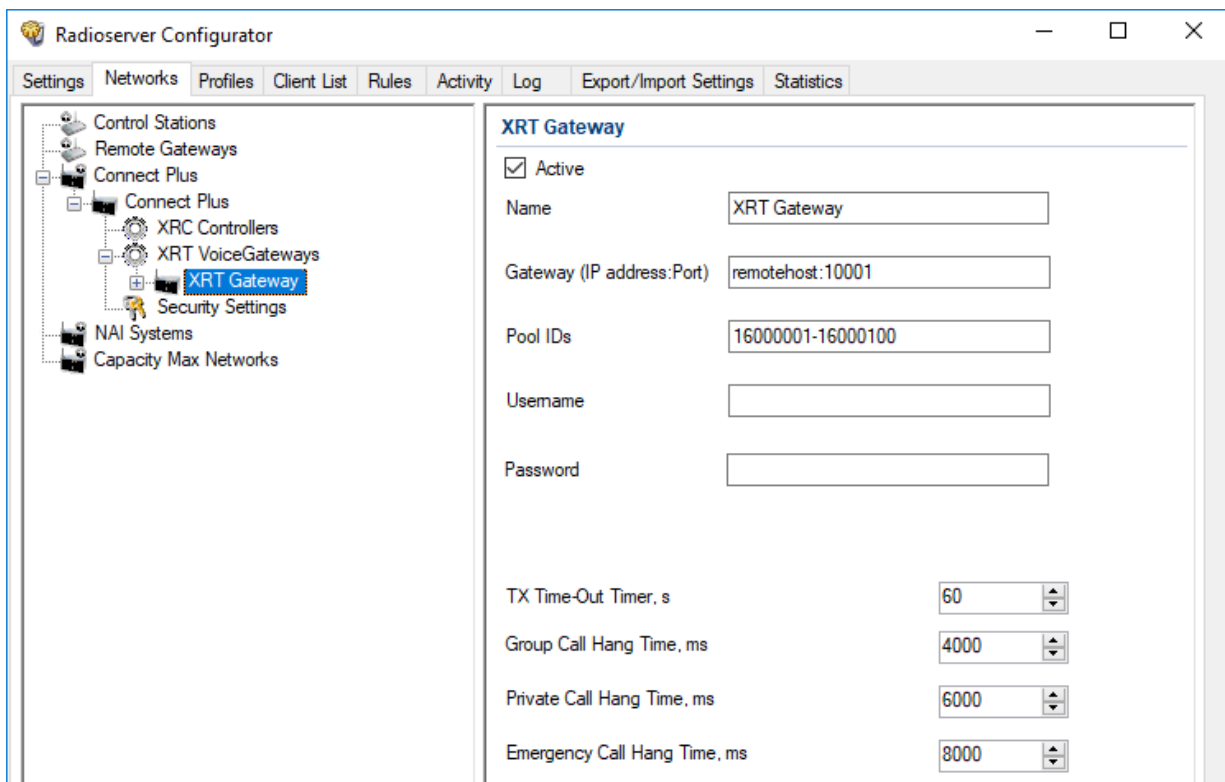 Radioserver Configurator
Settings Networks Profiles Client List Rules Activity Log Export/Import Settings Statistics
Control Stations
Remote Gateways
Connect Plus
Connect Plus
XRC Controllers
XRT VoiceGateways
XRT Gateway
Security Settings
NAI Systems
Capacity Max Networks
XRT Gateway
Active
Name XRT Gateway
Gateway (IP address:Port) remotehost:10001
Pool IDs 16000001-16000100
Username
Password
TX Time-Out Timer, s 60
Group Call Hang Time, ms 4000
Private Call Hang Time, ms 6000
Emergency Call Hang Time, ms 8000